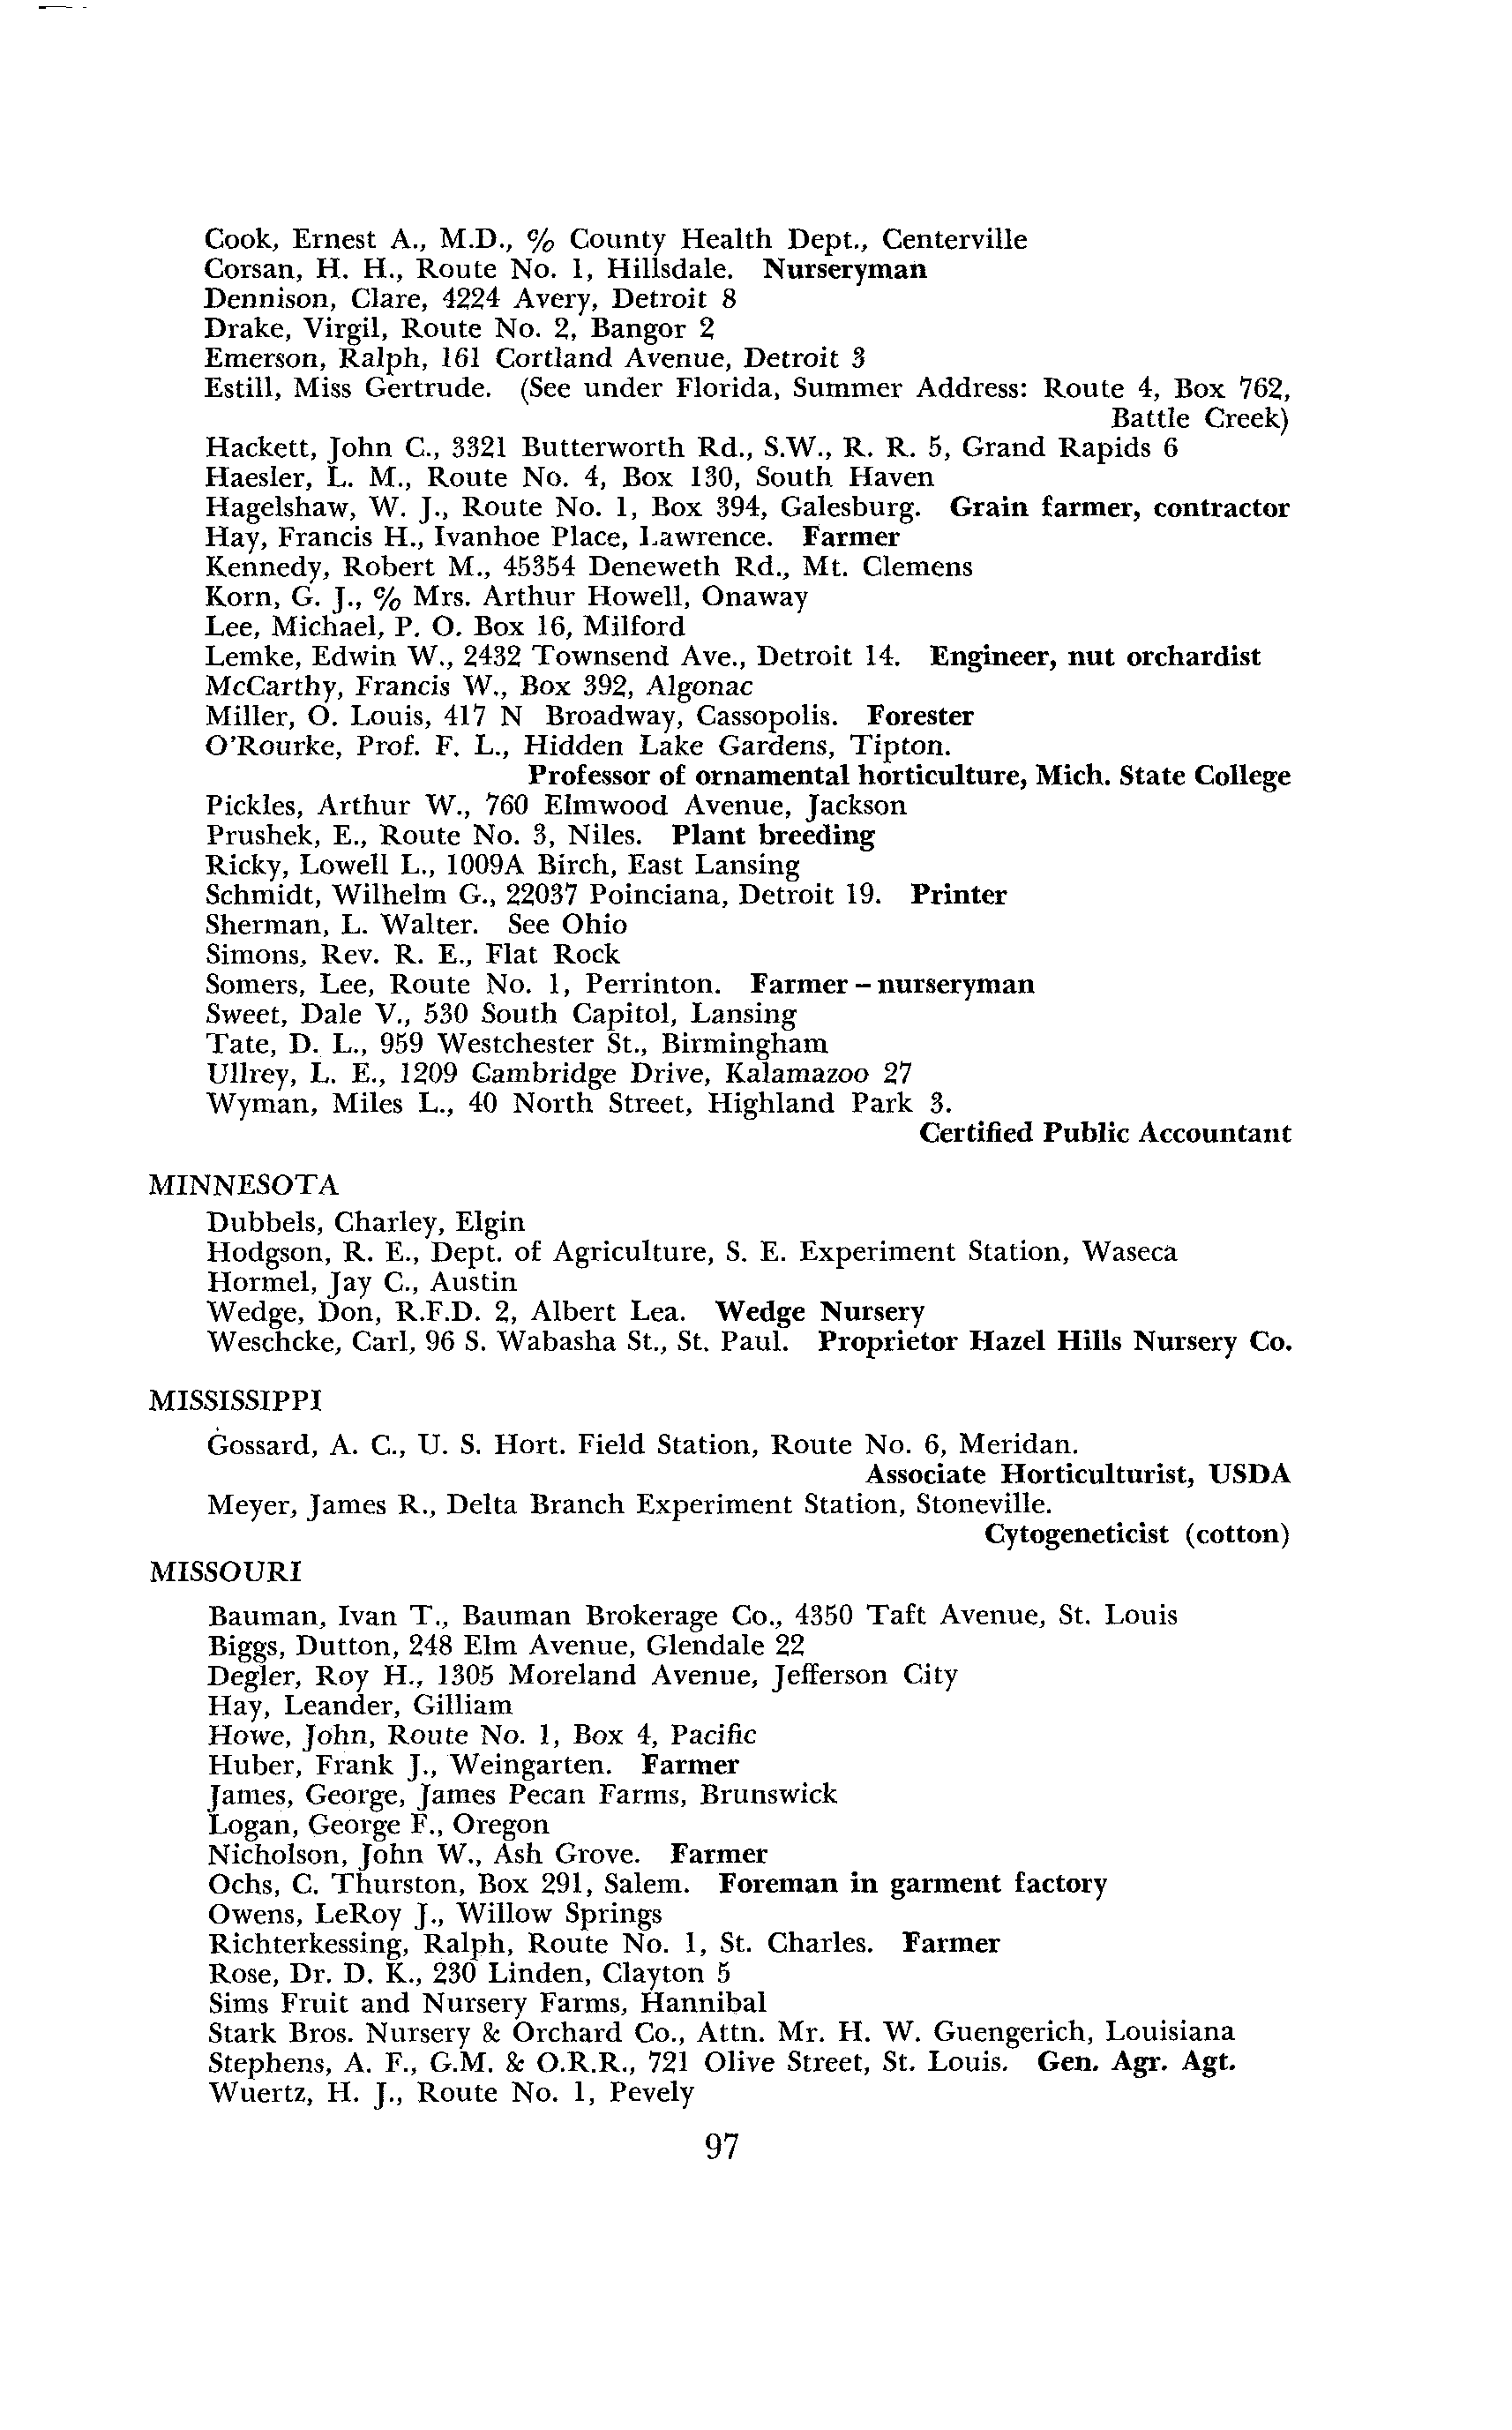 Cook, Ernest A., M.D., % County Health Dept., Centerville
Corsan, H. H., Route No. 1, Hillsdale. Nurseryman
Dennison, Clare, 4224 Avery, Detroit 8
Drake, Virgil, Route No. 2, Bangor 2
Emerson, Ralph, 161 Cortland Avenue, Detroit 3
Estill, Miss Gertrude. (See under Florida, Summer Address: Route 4, Box 762,
Battle Creek)
Hackett, John C., 3321 Butterworth Rd., S.W., R. R. 5, Grand Rapids 6
Haesler, L. M., Route No. 4, Box 130, South Haven
Hagelshaw, W. J., Route No. 1, Box 394, Galesburg. Grain farmer, contractor
Hay, Francis H., Ivanhoe Place, Lawrence. Farmer
Kennedy, Robert M., 45354 Deneweth Rd., Mt. Clemens
Korn, G. J., % Mrs. Arthur Howell, Onaway
Lee, Michael, P. O. Box 16, Milford
Lemke, Edwin W., 2432 Townsend Ave., Detroit 14. Engineer, nut orchardist
McCarthy, Francis W., Box 392, Algonac
Miller, O. Louis, 417 N Broadway, Cassopolis. Forester
O'Rourke, Prof. F. L., Hidden Lake Gardens, Tipton.
Professor of ornamental horticulture, Mich. State College
Pickles, Arthur W., 760 Elmwood Avenue, Jackson
Prushek, E., Route No. 3, Niles. Plant breeding
Ricky, Lowell L., 1009A Birch, East Lansing
Schmidt, Wilhelm G., 22037 Poinciana, Detroit 19. Printer
Sherman, L. Walter. See Ohio
Simons, Rev. R. E., Flat Rock
Somers, Lee, Route No. 1, Perrinton. Farmer – nurseryman
Sweet, Dale V., 530 South Capitol, Lansing
Tate, D. L., 959 Westchester St., Birmingham
Ullrey, L. E., 1209 Cambridge Drive, Kalamazoo 27
Wyman, Miles L., 40 North Street, Highland Park 3.
Certified Public Accountant
MINNESOTA
Dubbels, Charley, Elgin
Hodgson, R. E., Dept. of Agriculture, S. E. Experiment Station, Waseca
Hormel, Jay C., Austin
Wedge, Don, R.F.D. 2, Albert Lea. Wedge Nursery
Weschcke, Carl, 96 S. Wabasha St., St. Paul. Proprietor Hazel Hills Nursery Co.
MISSISSIPPI
Gossard, A. C., U. S. Hort. Field Station, Route No. 6, Meridan.
Associate Horticulturist, USDA
Meyer, James R., Delta Branch Experiment Station, Stoneville.
Cytogeneticist (cotton)
MISSOURI
Bauman, Ivan T., Bauman Brokerage Co., 4350 Taft Avenue, St. Louis
Biggs, Dutton, 248 Elm Avenue, Glendale 22
Degler, Roy H., 1305 Moreland Avenue, Jefferson City
Hay, Leander, Gilliam
Howe, John, Route No. 1, Box 4, Pacific
Huber, Frank J., Weingarten. Farmer
James, George, James Pecan Farms, Brunswick
Logan, George F., Oregon
Nicholson, John W., Ash Grove. Farmer
Ochs, C. Thurston, Box 291, Salem. Foreman in garment factory
Owens, LeRoy J., Willow Springs
Richterkessing, Ralph, Route No. 1, St. Charles. Farmer
Rose, Dr. D. K., 230 Linden, Clayton 5
Sims Fruit and Nursery Farms, Hannibal
Stark Bros. Nursery & Orchard Co., Attn. Mr. H. W. Guengerich, Louisiana
Stephens, A. F., G.M. & O.R.R., 721 Olive Street, St. Louis. Gen. Agr. Agt.
Wuertz, H. J., Route No. 1, Pevely
97